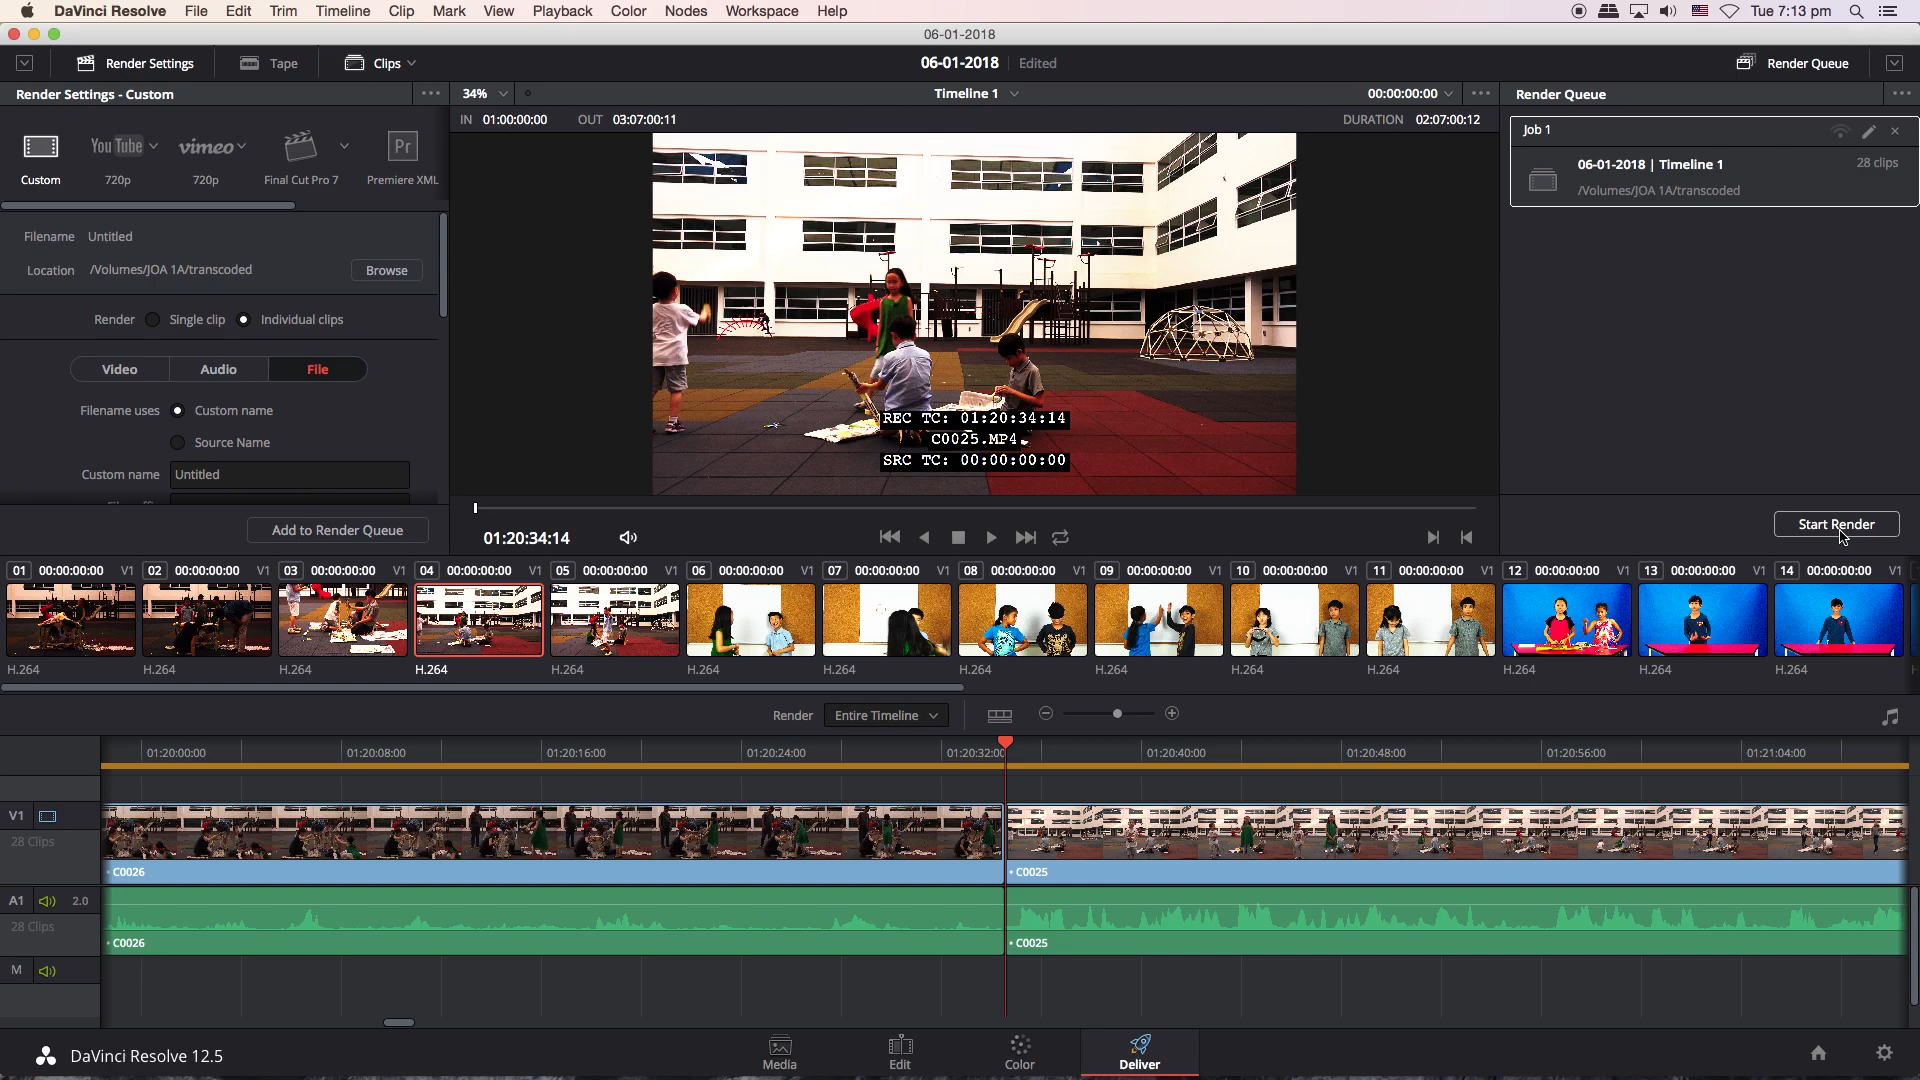 DaVinci Resolve File Edit Trim Timeline Clip Mark View Playback Color Nodes Workspace Help Tue 7:13 pm
06-01-2018
Render Settings Tape Clips 06-01-2018 Edited Render Queue
Render Settings - Custom 34% Timeline 1 00:00:00:00 Render Queue
IN 01:00:00:00 OUT 03:07:00:11 DURATION 02:07:00:12
Job 1
06-01-2018 | Timeline 1 28 clips
/Volumes/JOA 1A/transcoded
YouTube vimeo Pr
Custom 720p 720p Final Cut Pro 7 Premiere XML
Filename Untitled
Location /Volumes/JOA 1A/transcoded Browse
Render Single clip Individual clips
Video Audio File
Filename uses Custom name
Source Name
Custom name Untitled
Add to Render Queue
REC TC: 01:20:34:14
C0025.MP4
SRC TC: 00:00:00:00
01:20:34:14
Start Render
01 00:00:00:00 V1 02 00:00:00:00 V1 03 00:00:00:00 V1 04 00:00:00:00 V1 05 00:00:00:00 V1 06 00:00:00:00 V1 07 00:00:00:00 V1 08 00:00:00:00 V1 09 00:00:00:00 V1 10 00:00:00:00 V1 11 00:00:00:00 V1 12 00:00:00:00 V1 13 00:00:00:00 V1 14 00:00:00:00 V1
H.264 H.264 H.264 H.264 H.264 H.264 H.264 H.264 H.264 H.264 H.264 H.264 H.264 H.264
Render Entire Timeline
01:20:00:00 01:20:08:00 01:20:16:00 01:20:24:00 01:20:32:00 01:20:40:00 01:20:48:00 01:20:56:00 01:21:04:00
V1
28 Clips
C0026 C0025
A1 2.0
28 Clips
C0026 C0025
M
DaVinci Resolve 12.5
Media Edit Color Deliver